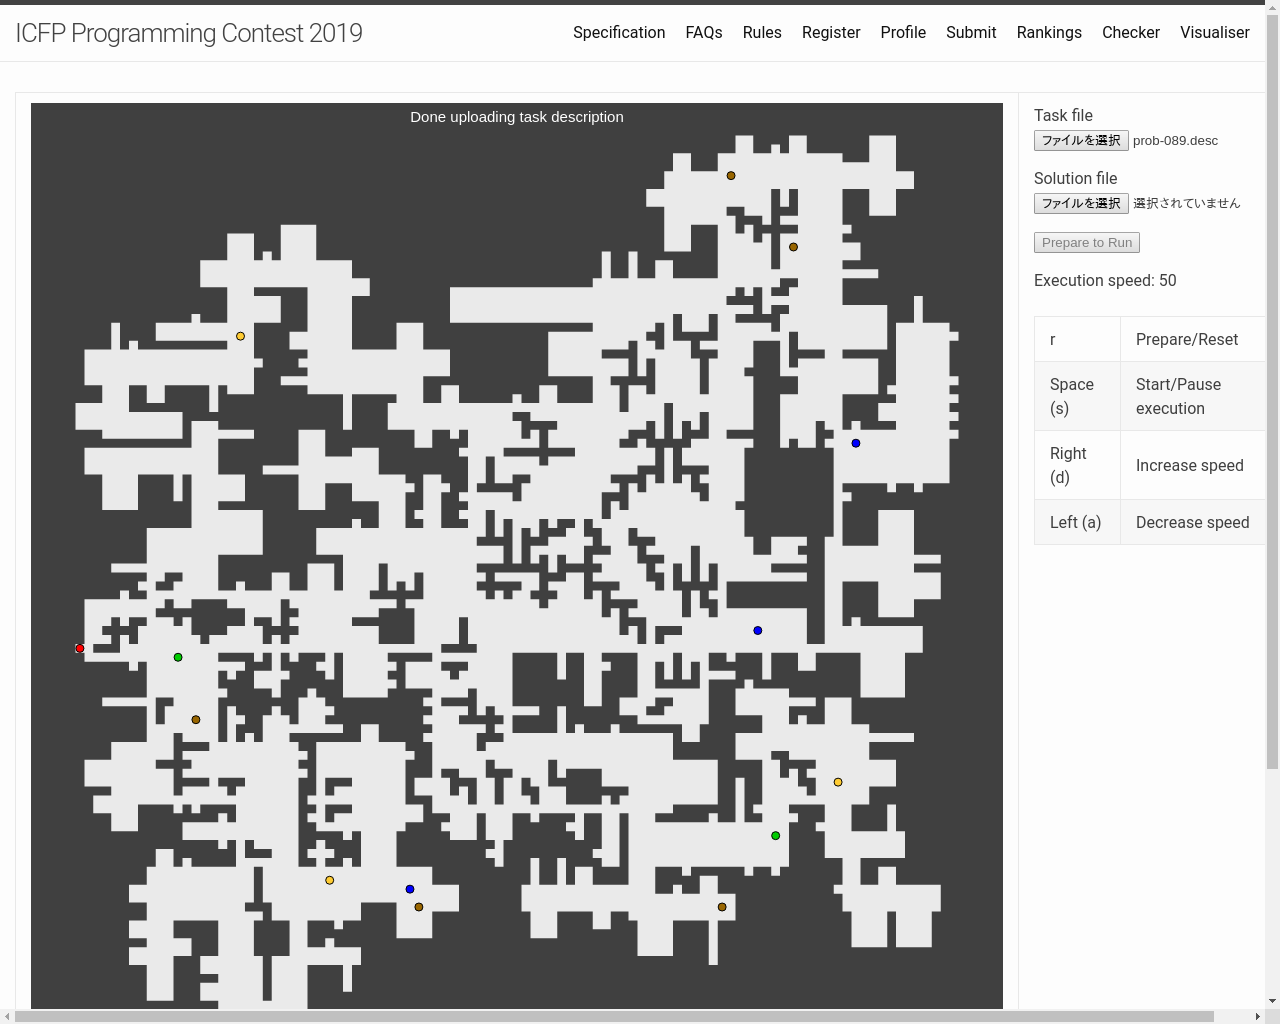 ICFP Programming Contest 2019
Specification FAQs Rules Register Profile Submit Rankings Checker Visualiser
Done uploading task description
Task file
ファイルを選択 prob-089.desc
Solution file
ファイルを選択 選択されていません
Prepare to Run
Execution speed: 50
r Prepare/Reset
Space (s) Start/Pause execution
Right (d) Increase speed
Left (a) Decrease speed